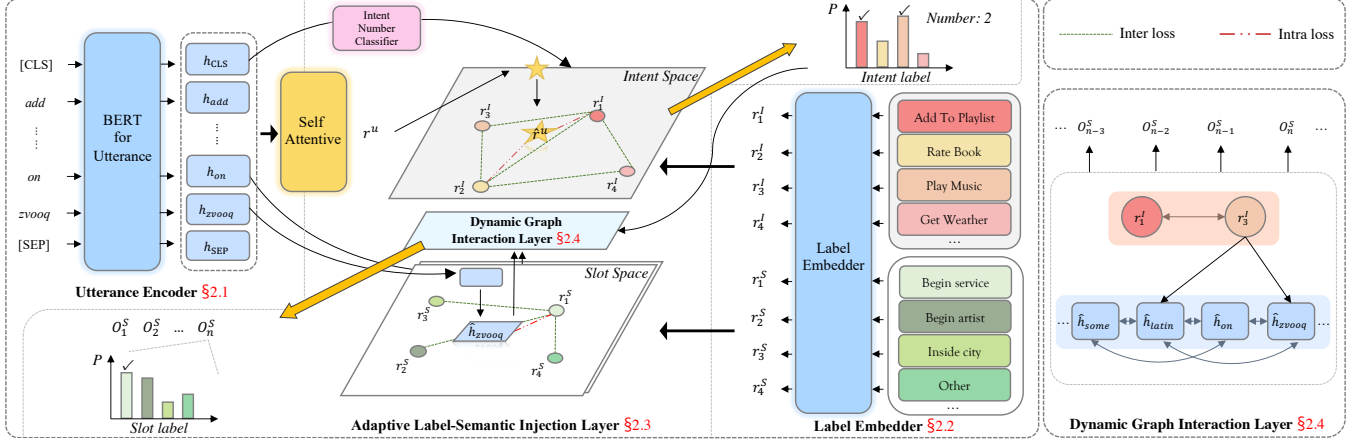 [CLS]
add
on
zvooq
[SEP]
BERT
for
Utterance
h_CLS
h_add
h_on
h_zvooq
h_SEP
Utterance Encoder §2.1
Self
Attentive
r^u
Intent
Number
Classifier
Intent Space
r_3^I
r_1^I
r̂^u
r_2^I
r_4^I
Dynamic Graph
Interaction Layer §2.4
Slot Space
r_3^S
r_1^S
ĥ_zvooq
r_2^S
r_4^S
Adaptive Label-Semantic Injection Layer §2.3
O_1^S O_2^S … O_n^S
P
✓
Slot label
P
✓ ✓
Number: 2
Intent label
r_1^I
r_2^I
r_3^I
r_4^I
r_1^S
r_2^S
r_3^S
r_4^S
Label
Embedder
Add To Playlist
Rate Book
Play Music
Get Weather
…
Begin service
Begin artist
Inside city
Other
…
Label Embedder §2.2
Inter loss
Intra loss
… O_{n-3}^S O_{n-2}^S O_{n-1}^S O_n^S …
r_1^I
r_3^I
… ĥ_some ĥ_latin ĥ_on ĥ_zvooq …
Dynamic Graph Interaction Layer §2.4